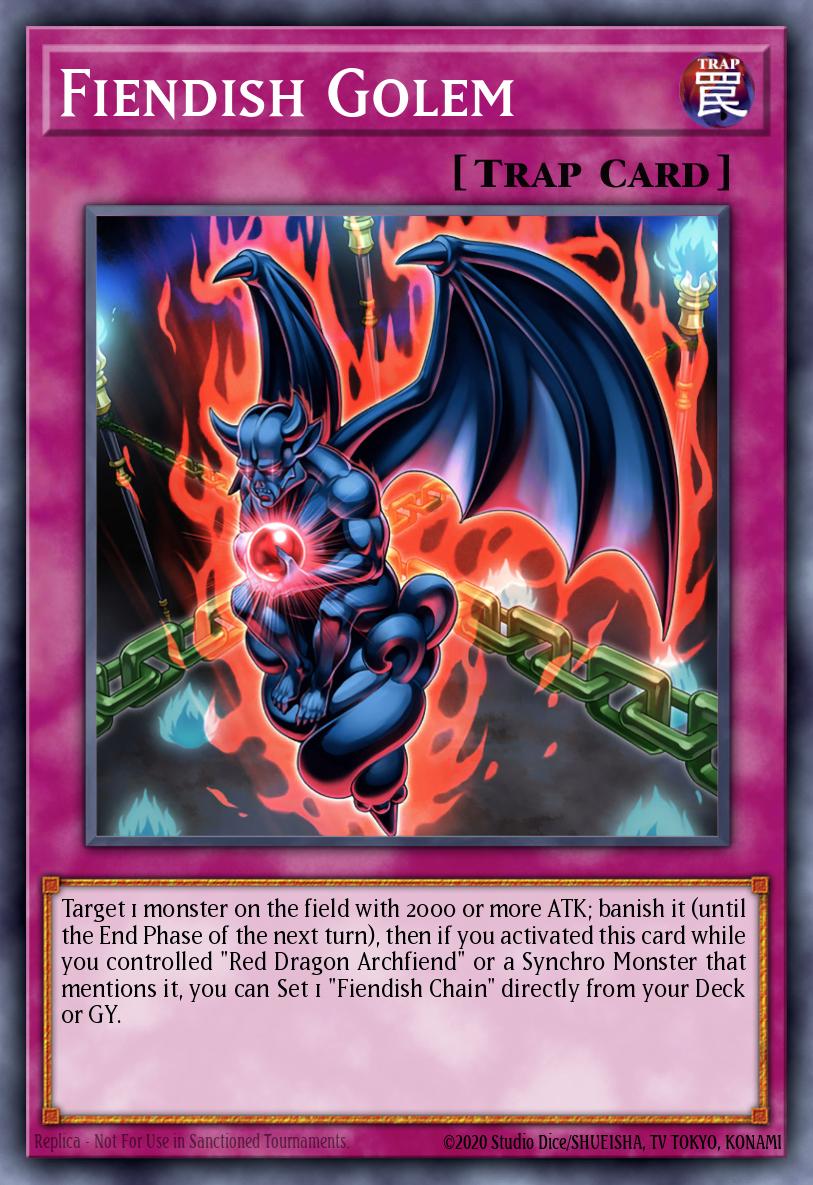 Fiendish Golem
TRAP
罠
[Trap Card]
Target 1 monster on the field with 2000 or more ATK; banish it (until
the End Phase of the next turn), then if you activated this card while
you controlled "Red Dragon Archfiend" or a Synchro Monster that
mentions it, you can Set 1 "Fiendish Chain" directly from your Deck
or GY.
Replica - Not For Use in Sanctioned Tournaments.
©2020 Studio Dice/SHUEISHA, TV TOKYO, KONAMI